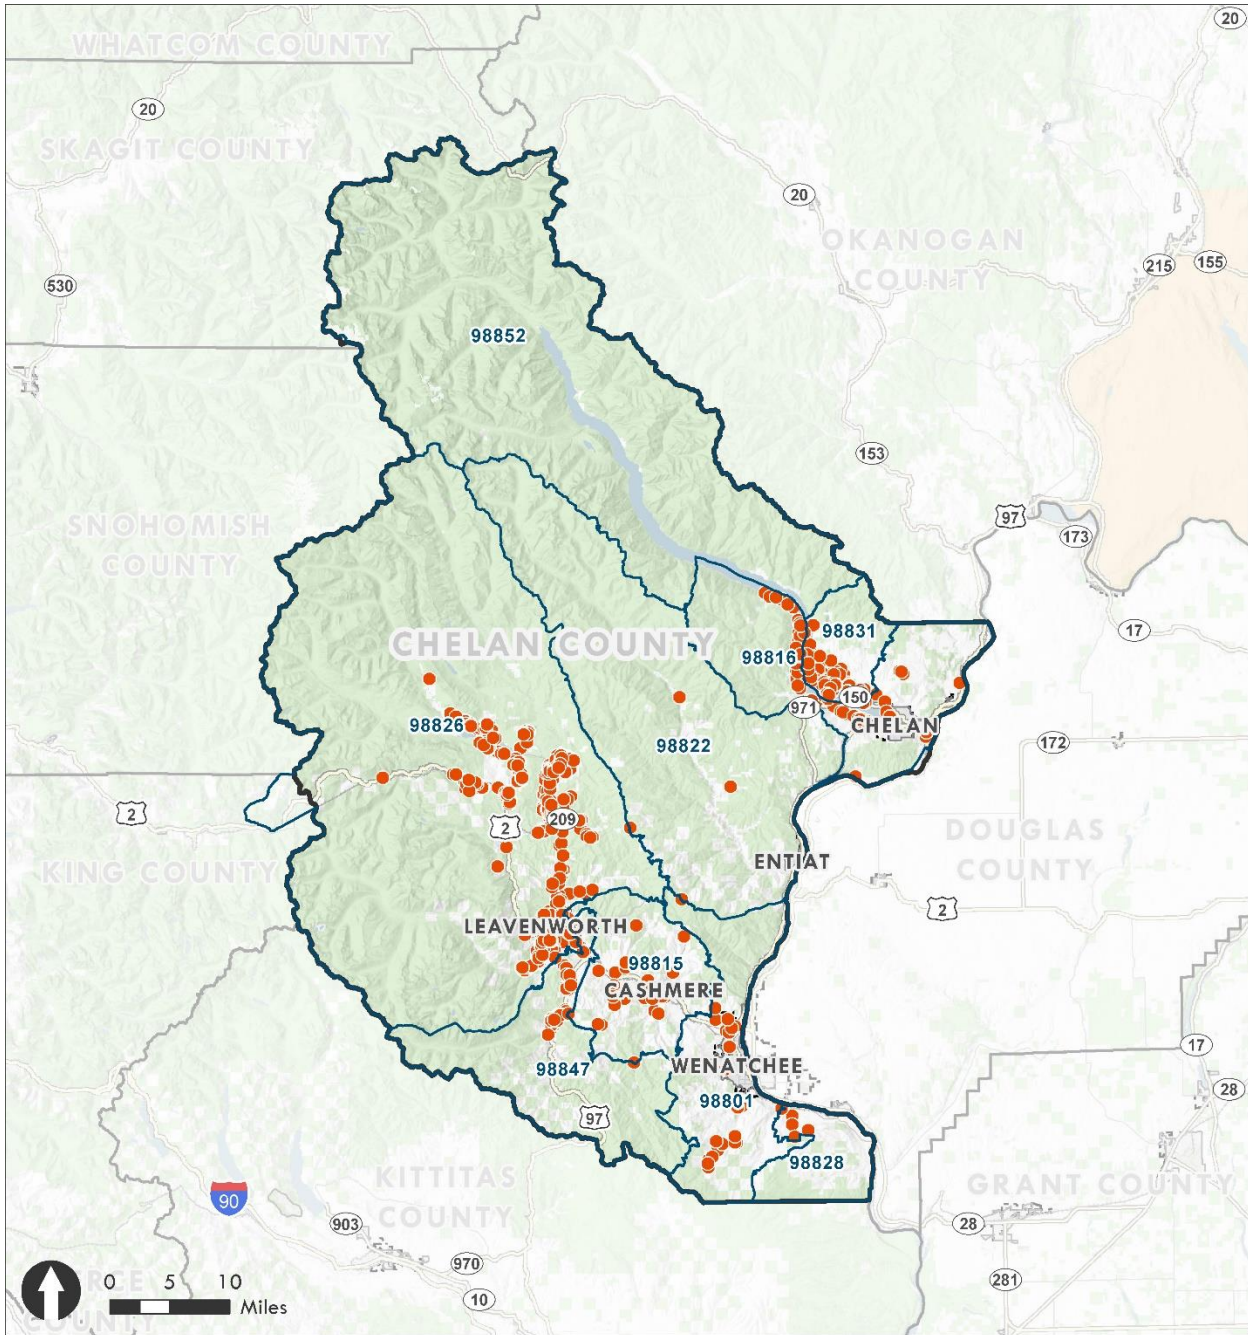 20
WHATCOM COUNTY
20
SKAGIT COUNTY
20
OKANOGAN
COUNTY
215
155
530
98852
153
97
173
SNOHOMISH
COUNTY
17
CHELAN COUNTY
98831
98816
150
971
CHELAN
98826
98822
172
2
209
2
DOUGLAS
COUNTY
KING COUNTY
ENTIAT
2
LEAVENWORTH
98815
CASHMERE
17
WENATCHEE
98847
28
98801
97
98828
KITTITAS
COUNTY
GRANT COUNTY
90
903
28
970
281
10
0 5 10
Miles
RCE
COUNTY